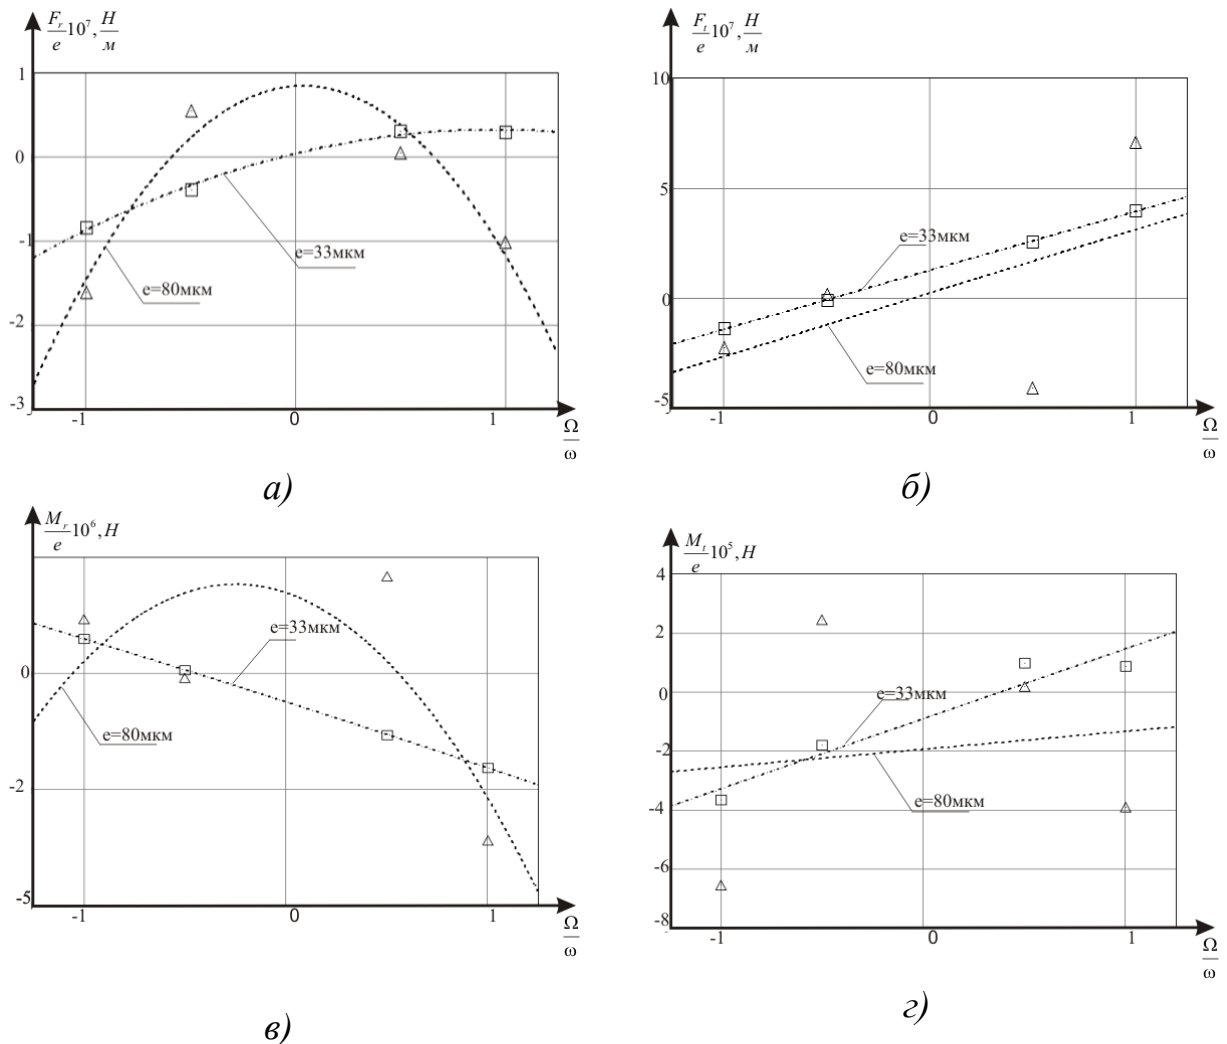 F_r/e 10^7, Н/м
1
0
-1
-2
-3
e=33мкм
e=80мкм
-1 0 1
Ω/ω
а)
F_t/e 10^7, Н/м
10
5
0
-5
e=33мкм
e=80мкм
-1 0 1
Ω/ω
б)
M_r/e 10^6, Н
0
-2
-5
e=33мкм
e=80мкм
-1 0 1
Ω/ω
в)
M_t/e 10^5, Н
4
2
0
-2
-4
-6
-8
e=33мкм
e=80мкм
-1 0 1
Ω/ω
г)